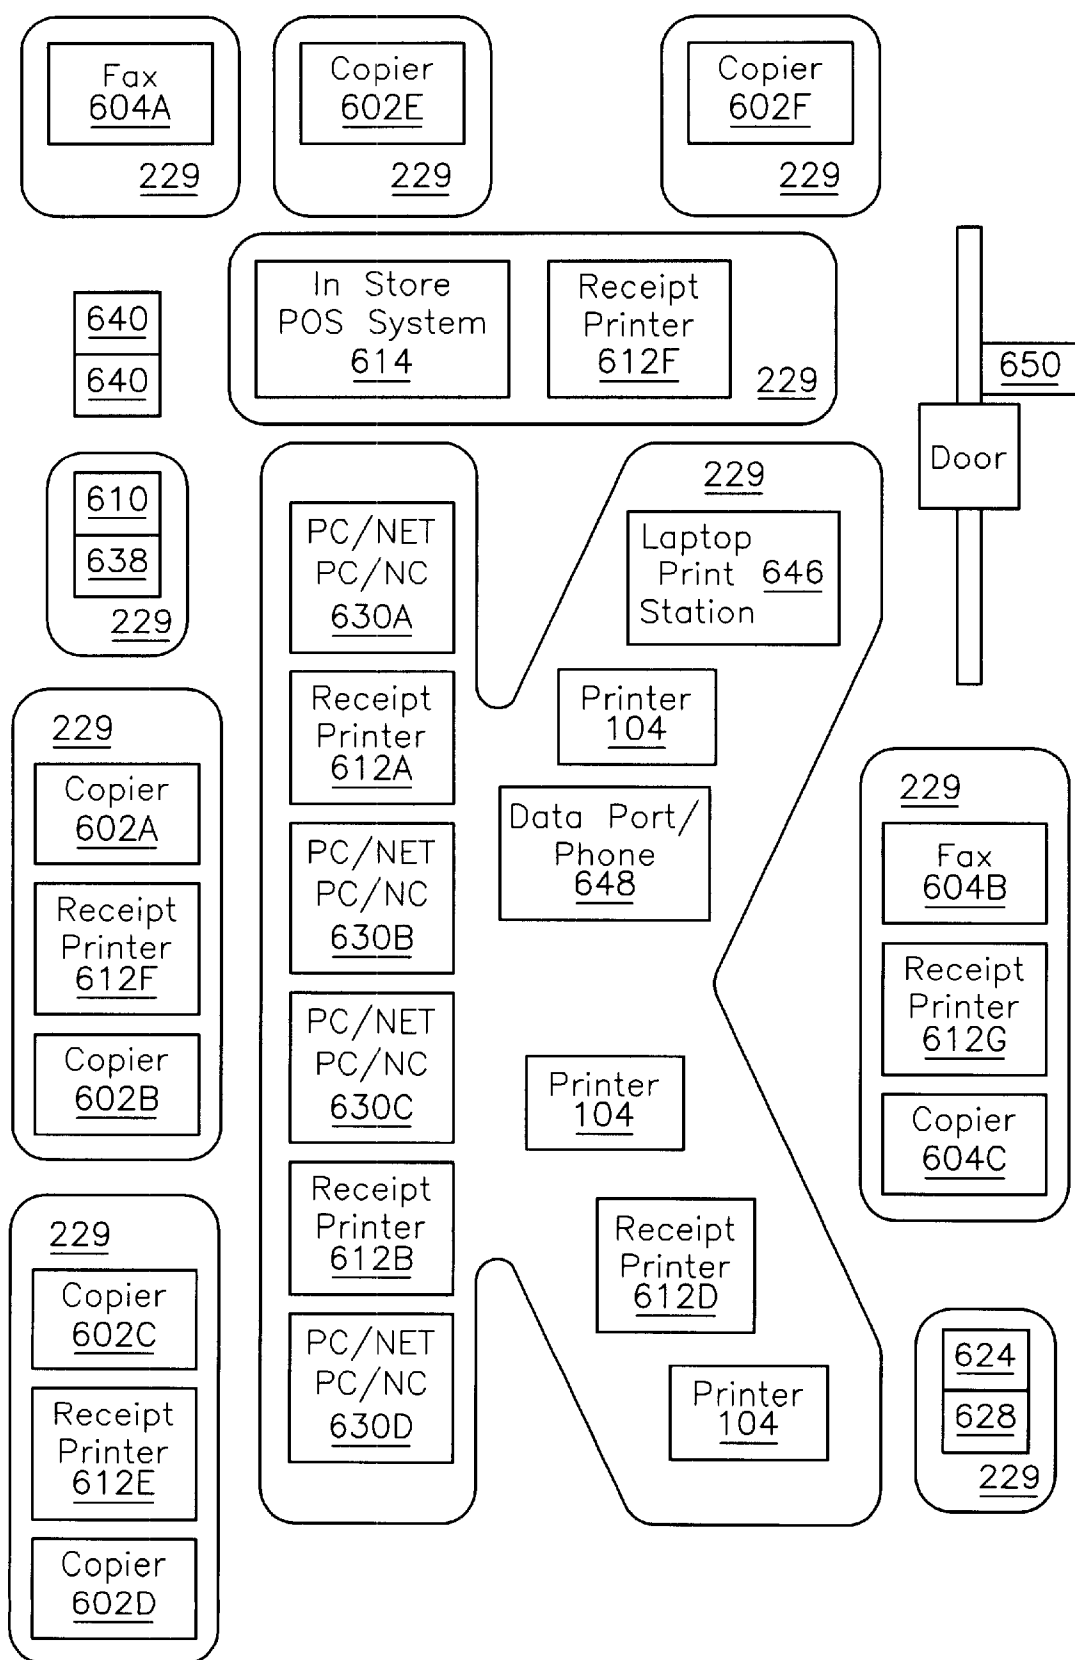 Fax
604A
229
Copier
602E
229
Copier
602F
229
In Store
POS System
614
Receipt
Printer
612F
229
640
640
650
Door
610
638
229
PC/NET
PC/NC
630A
229
Laptop
Print 646
Station
Receipt
Printer
612A
Printer
104
Data Port/
Phone
648
229
Copier
602A
Receipt
Printer
612F
Copier
602B
PC/NET
PC/NC
630B
PC/NET
PC/NC
630C
Printer
104
229
Fax
604B
Receipt
Printer
612G
Copier
604C
229
Copier
602C
Receipt
Printer
612E
Copier
602D
Receipt
Printer
612B
PC/NET
PC/NC
630D
Receipt
Printer
612D
Printer
104
624
628
229